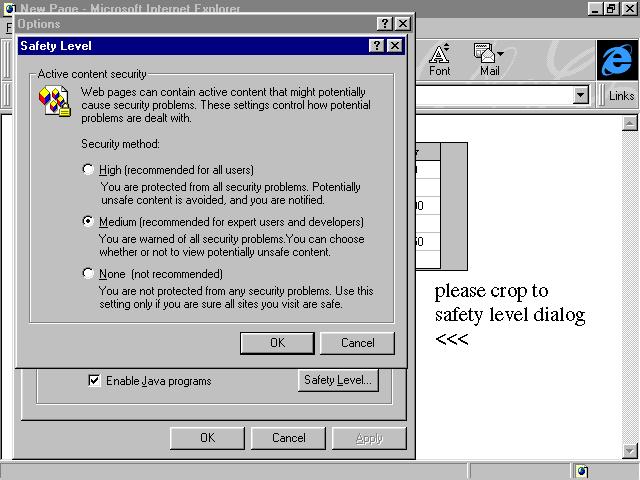 New Page - Microsoft Internet Explorer
Options
Safety Level
Font
Mail
Links
Active content security
Web pages can contain active content that might potentially
cause security problems. These settings control how potential
problems are dealt with.
Security method:
High (recommended for all users)
You are protected from all security problems. Potentially
unsafe content is avoided, and you are notified.
Medium (recommended for expert users and developers)
You are warned of all security problems.You can choose
whether or not to view potentially unsafe content.
None (not recommended)
You are not protected from any security problems. Use this
setting only if you are sure all sites you visit are safe.
OK
Cancel
please crop to
safety level dialog
<<<
Enable Java programs
Safety Level...
OK
Cancel
Apply